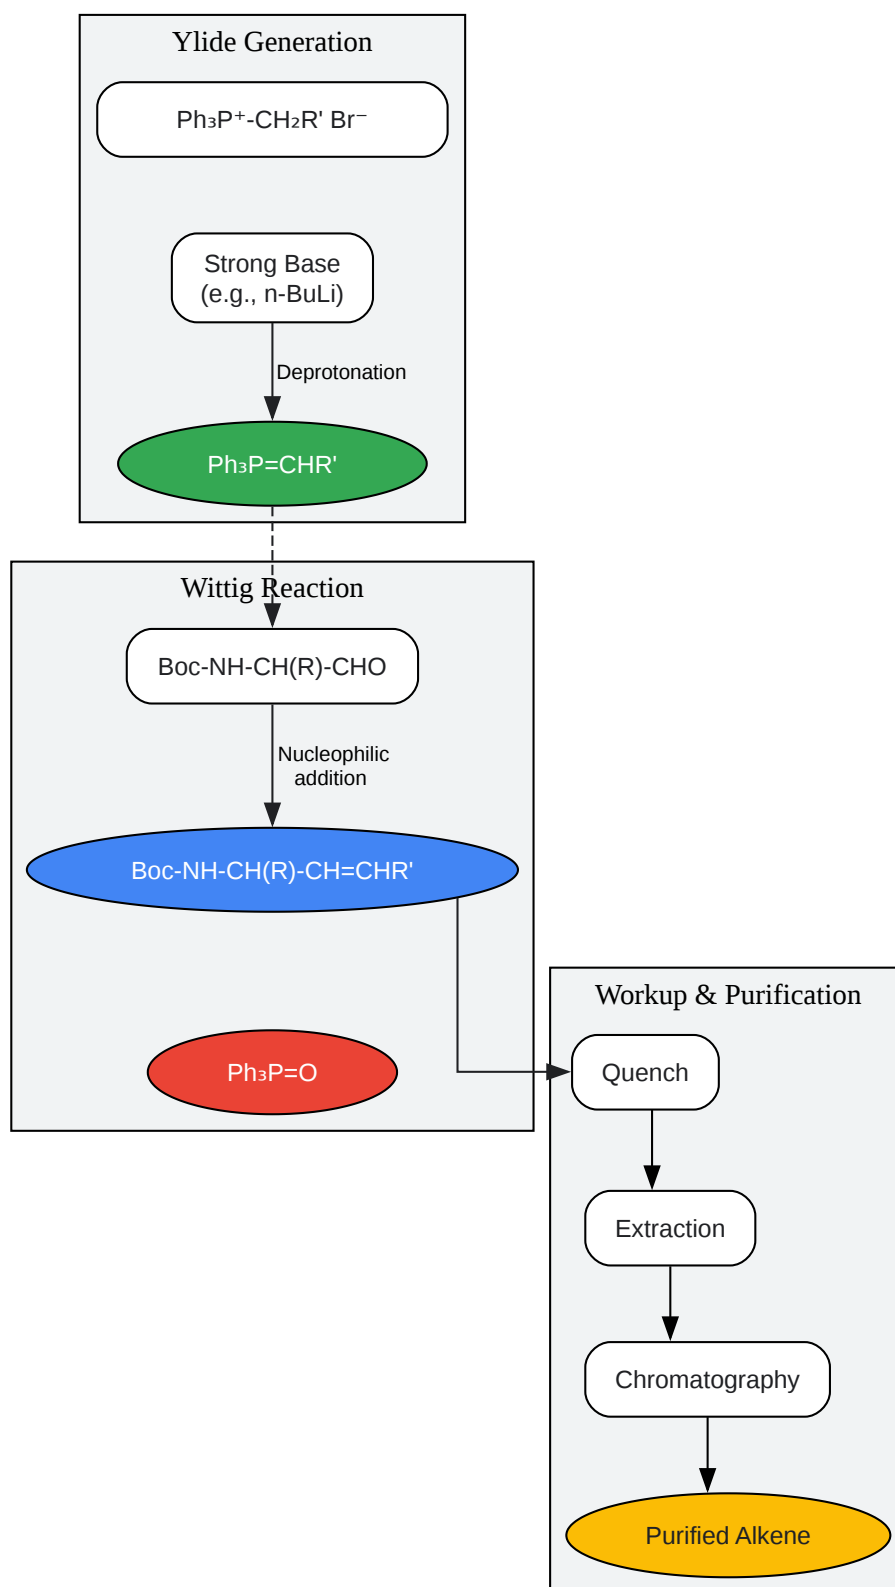 Ylide Generation
Ph₃P⁺-CH₂R' Br⁻
Strong Base
(e.g., n-BuLi)
Deprotonation
Ph₃P=CHR'
Wittig Reaction
Boc-NH-CH(R)-CHO
Nucleophilic
addition
Boc-NH-CH(R)-CH=CHR'
Ph₃P=O
Workup & Purification
Quench
Extraction
Chromatography
Purified Alkene